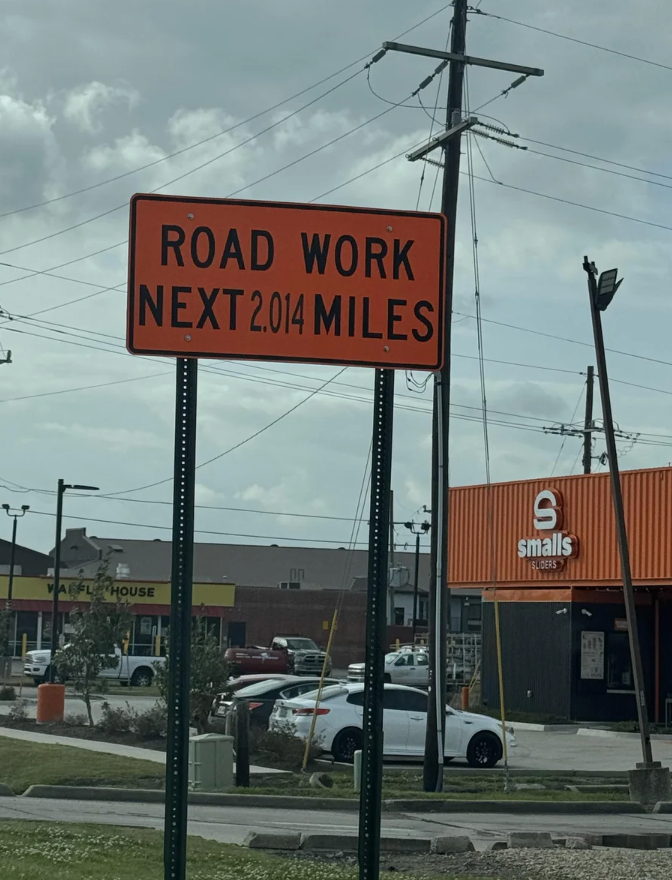 ROAD WORK
NEXT 2.014 MILES
WAFFLE HOUSE
S
smalls
SLIDERS